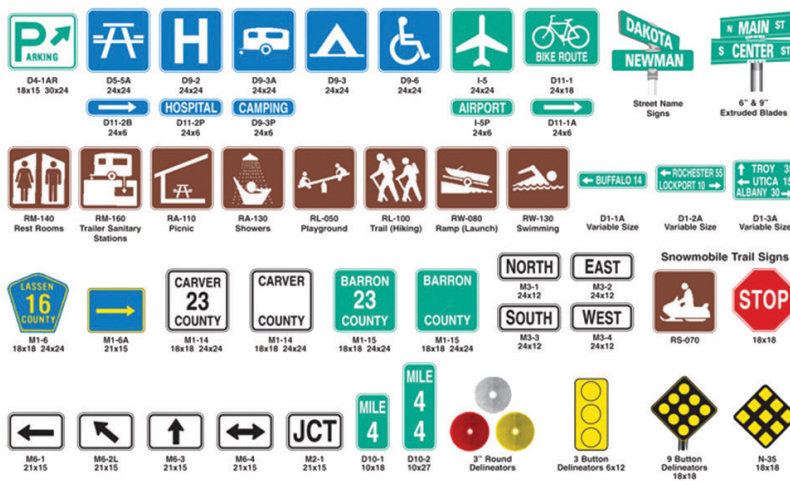 P
ARKING
D4-1AR
18x15 30x24
D5-5A
24x24
H
D9-2
24x24
D9-3A
24x24
D9-3
24x24
D9-6
24x24
I-5
24x24
BIKE ROUTE
D11-1
24x18
DAKOTA
NEWMAN
Street Name
Signs
N MAIN ST
S CENTER ST
6" & 9"
Extruded Blades
D11-2B
24x6
HOSPITAL
D11-2P
24x6
CAMPING
D9-3P
24x6
AIRPORT
I-5P
24x6
D11-1A
24x6
RM-140
Rest Rooms
RM-160
Trailer Sanitary
Stations
RA-110
Picnic
RA-130
Showers
RL-050
Playground
RL-100
Trail (Hiking)
RW-080
Ramp (Launch)
RW-130
Swimming
← BUFFALO 14
D1-1A
Variable Size
← ROCHESTER 55
LOCKPORT 10 →
D1-2A
Variable Size
↑ TROY
← UTICA
ALBANY 30 →
D1-3A
Variable Size
LASSEN
16
COUNTY
M1-6
18x18 24x24
M1-6A
21x15
CARVER
23
COUNTY
M1-14
18x18 24x24
CARVER
COUNTY
M1-14
18x18 24x24
BARRON
23
COUNTY
M1-15
18x18 24x24
BARRON
COUNTY
M1-15
18x18 24x24
NORTH
M3-1
24x12
EAST
M3-2
24x12
SOUTH
M3-3
24x12
WEST
M3-4
24x12
Snowmobile Trail Signs
RS-070
STOP
18x18
M6-1
21x15
M6-2L
21x15
M6-3
21x15
M6-4
21x15
JCT
M2-1
21x15
MILE
4
D10-1
10x18
MILE
4
4
D10-2
10x27
3" Round
Delineators
3 Button
Delineators 6x12
9 Button
Delineators
18x18
N-35
18x18